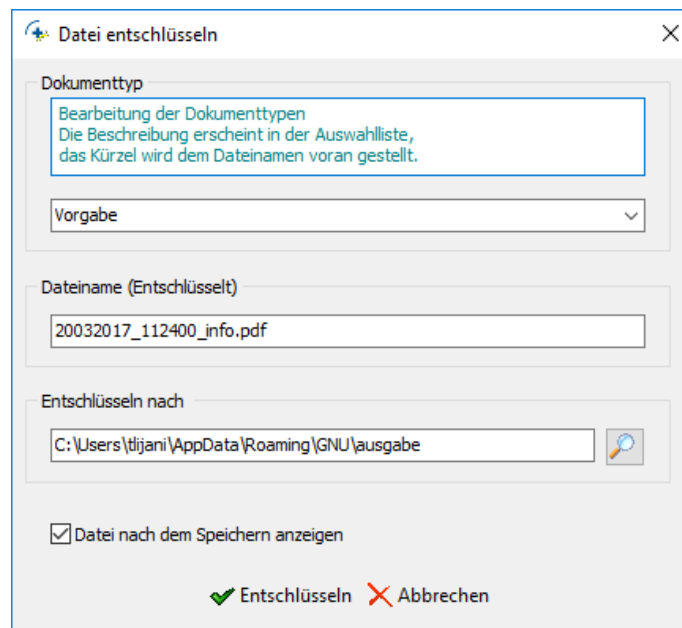 Datei entschlüsseln
Dokumenttyp
Bearbeitung der Dokumenttypen
Die Beschreibung erscheint in der Auswahlliste,
das Kürzel wird dem Dateinamen voran gestellt.
Vorgabe
Dateiname (Entschlüsselt)
20032017_112400_info.pdf
Entschlüsseln nach
C:\Users\tlijani\AppData\Roaming\GNU\ausgabe
Datei nach dem Speichern anzeigen
Entschlüsseln Abbrechen